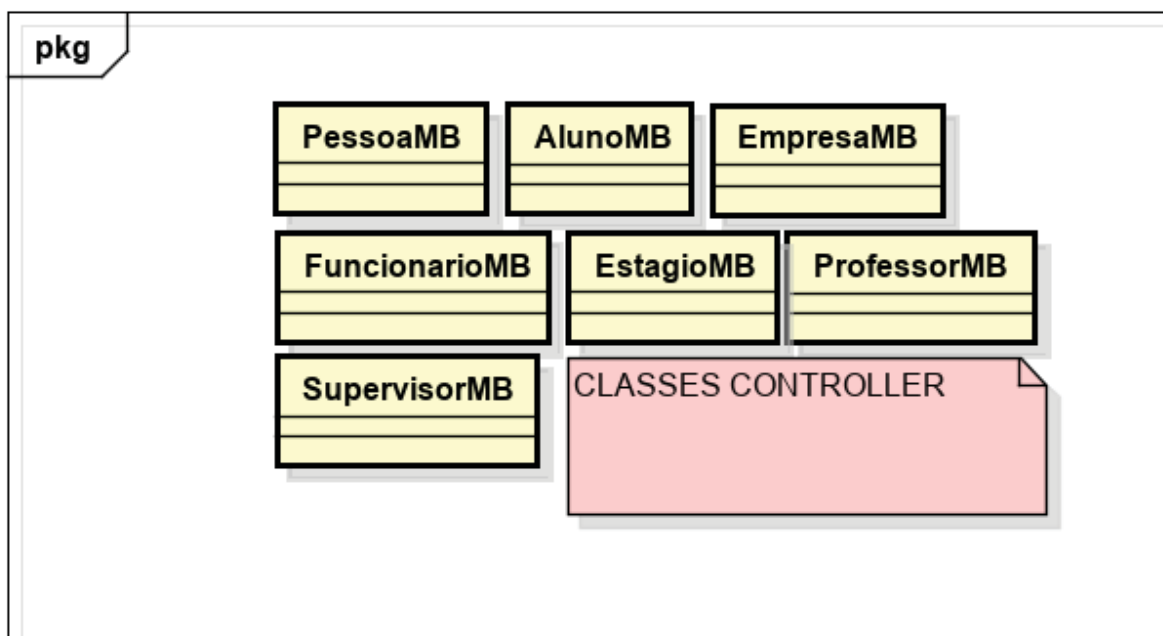 pkg
PessoaMB
AlunoMB
EmpresaMB
FuncionarioMB
EstagioMB
ProfessorMB
SupervisorMB
CLASSES CONTROLLER